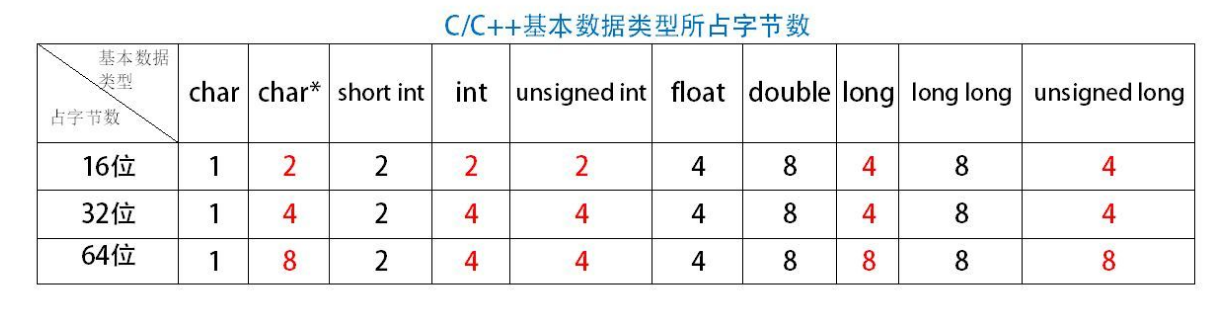 C/C++基本数据类型所占字节数
基本数据
类型
占字节数
char char* short int int unsigned int float double long long long unsigned long
16位 1 2 2 2 2 4 8 4 8 4
32位 1 4 2 4 4 4 8 4 8 4
64位 1 8 2 4 4 4 8 8 8 8